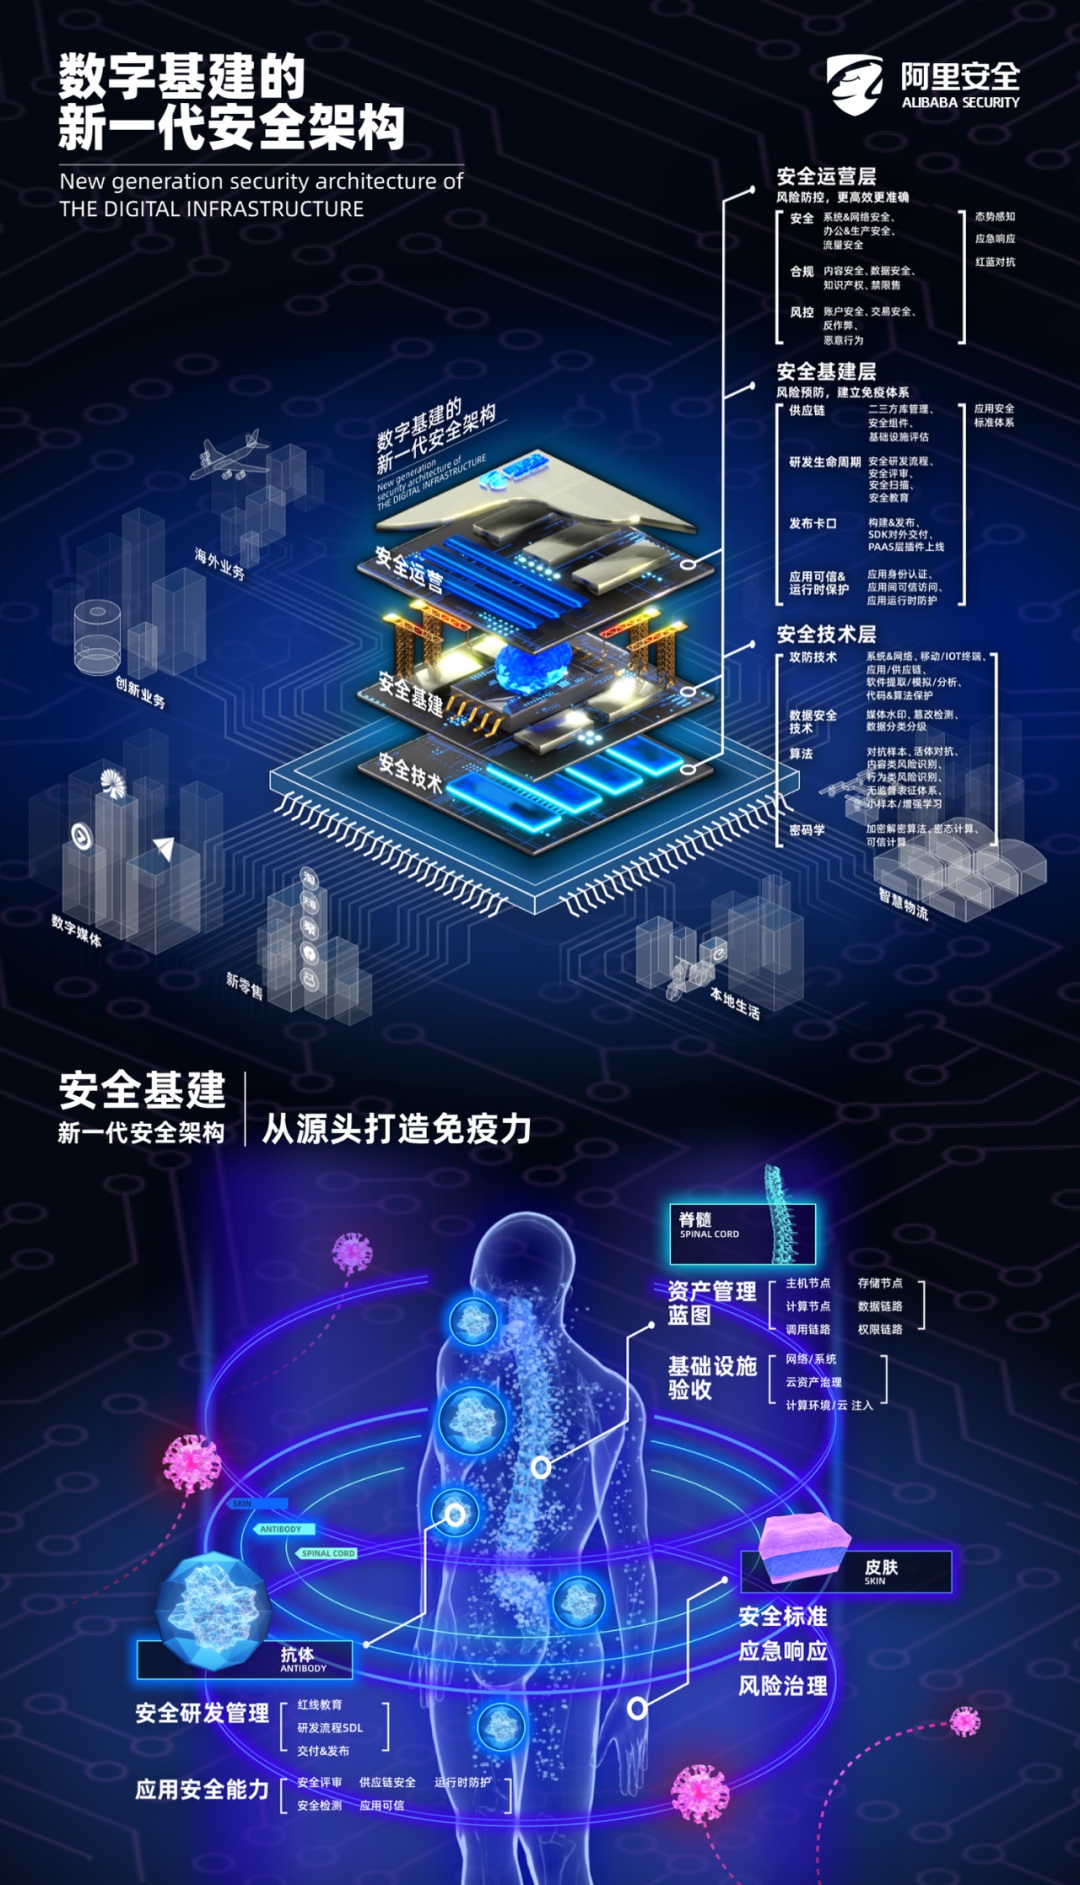 数字基建的
新一代安全架构
New generation security architecture of
THE DIGITAL INFRASTRUCTURE
阿里安全
ALIBABA SECURITY
安全运营层
风险防控，更高效更准确
安全
系统&网络安全、
办公&生产安全、
流量安全
合规
内容安全、数据安全、
知识产权、禁限售
风控
账户安全、交易安全、
反作弊、
恶意行为
态势感知
应急响应
红蓝对抗
安全基建层
风险预防，建立免疫体系
供应链
二三方库管理、
安全组件、
基础设施评估
研发生命周期
安全研发流程、
安全评审、
安全扫描、
安全教育
发布卡口
构建&发布、
SDK对外交付、
PAAS层插件上线
应用可信&
运行时保护
应用身份认证、
应用间可信访问、
应用运行时防护
应用安全
标准体系
安全技术层
攻防技术
系统&网络、移动/IOT终端、
应用/供应链、
软件提取/模拟/分析、
代码&算法保护
数据安全
技术
媒体水印、篡改检测、
数据分类分级
算法
对抗样本、活体对抗、
内容类风险识别、
行为类风险识别、
无监督表征体系、
小样本/增强学习
密码学
加密解密算法、密态计算、
可信计算
数字基建的
新一代安全架构
New generation
security architecture of
THE DIGITAL INFRASTRUCTURE
安全运营
安全基建
安全技术
海外业务
创新业务
数字媒体
新零售
淘
天猫
本地生活
智慧物流
安全基建
新一代安全架构
从源头打造免疫力
脊髓
SPINAL CORD
资产管理
蓝图
主机节点 存储节点
计算节点 数据链路
调用链路 权限链路
基础设施
验收
网络/系统
云资产治理
计算环境/云 注入
SKIN
ANTIBODY
SPINAL CORD
皮肤
SKIN
安全标准
应急响应
风险治理
抗体
ANTIBODY
安全研发管理
红线教育
研发流程SDL
交付&发布
应用安全能力
安全评审 供应链安全 运行时防护
安全检测 应用可信